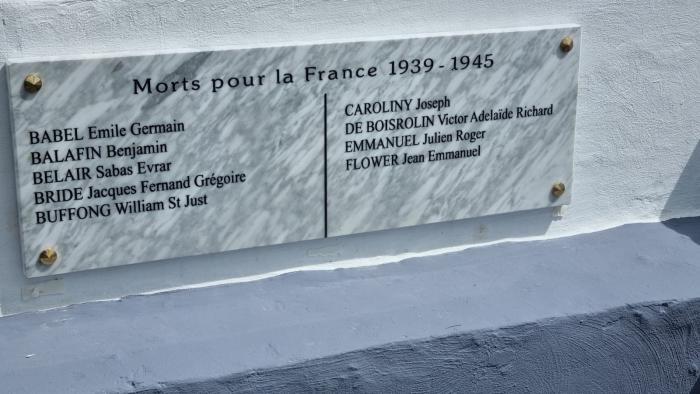 Morts pour la France 1939 - 1945
BABEL Emile Germain
BALAFIN Benjamin
BELAIR Sabas Evrar
BRIDE Jacques Fernand Grégoire
BUFFONG William St Just
CAROLINY Joseph
DE BOISROLIN Victor Adelaïde Richard
EMMANUEL Julien Roger
FLOWER Jean Emmanuel